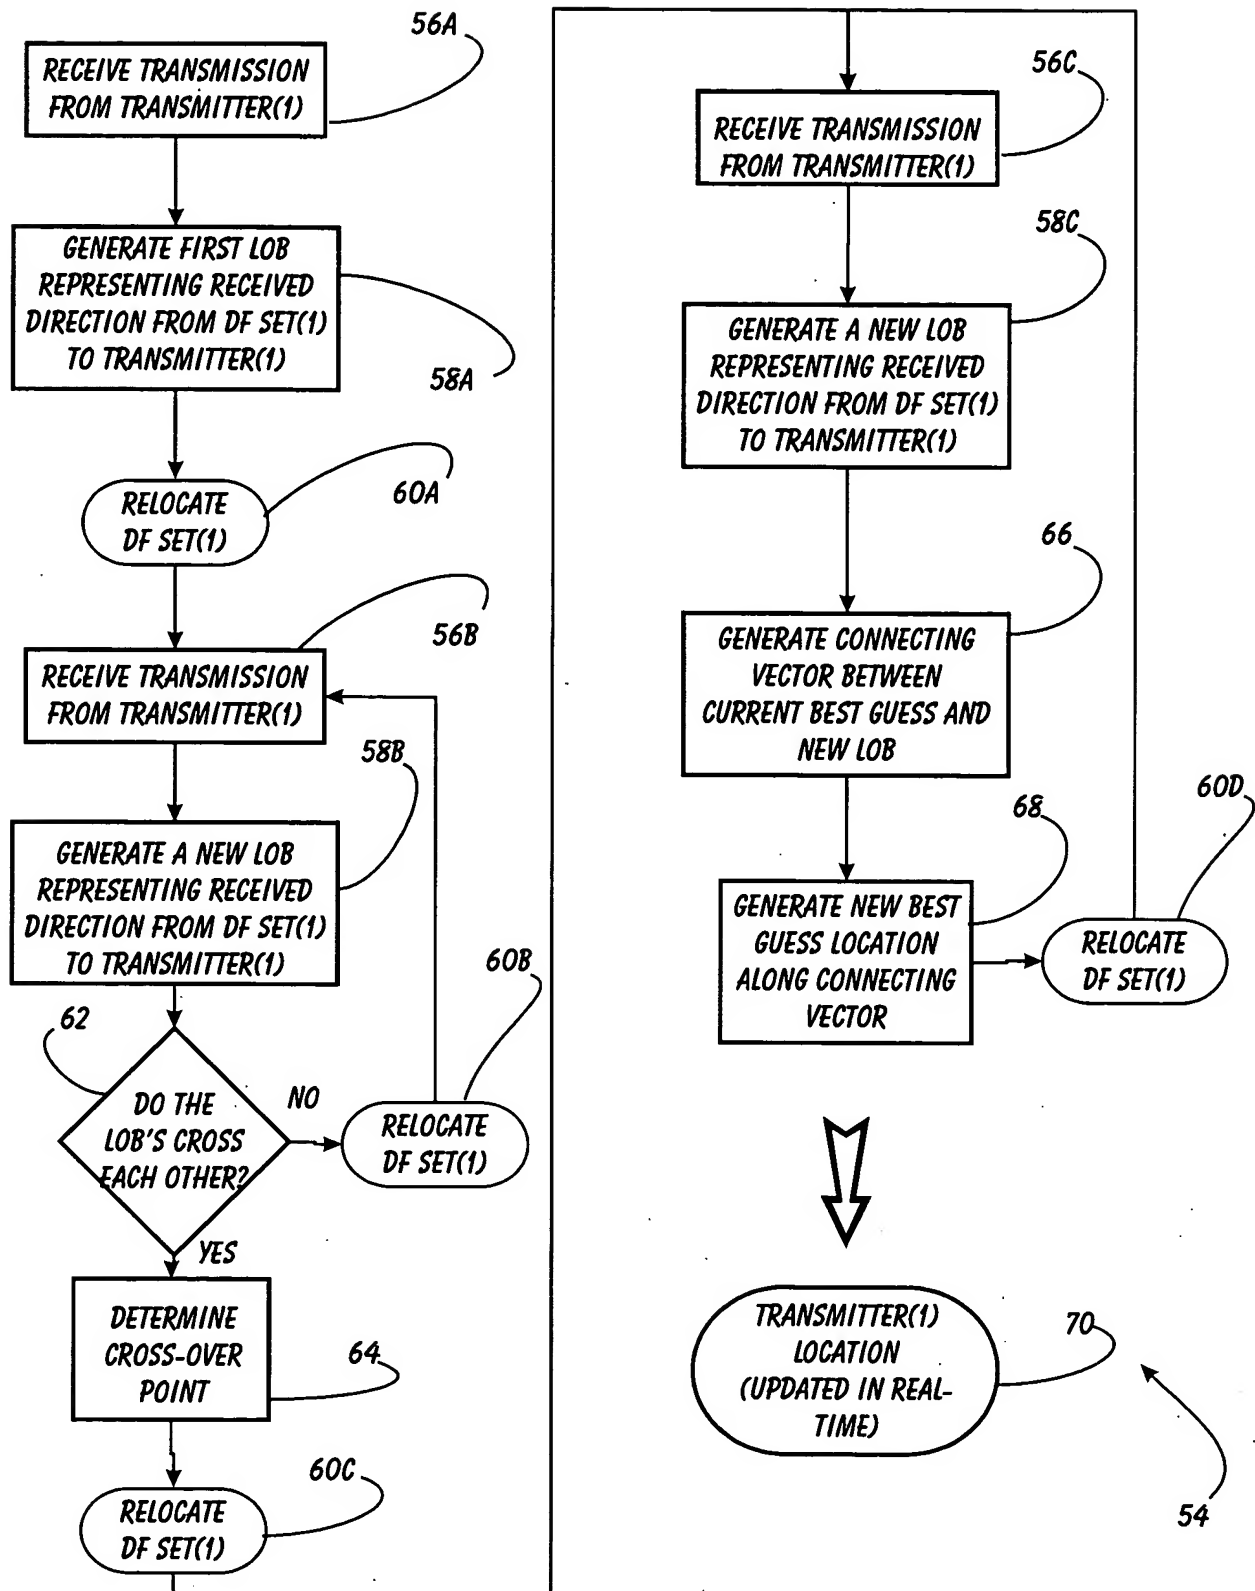 56A
RECEIVE TRANSMISSION
FROM TRANSMITTER(1)
GENERATE FIRST LOB
REPRESENTING RECEIVED
DIRECTION FROM DF SET(1)
TO TRANSMITTER(1)
58A
RELOCATE
DF SET(1)
60A
56B
RECEIVE TRANSMISSION
FROM TRANSMITTER(1)
58B
GENERATE A NEW LOB
REPRESENTING RECEIVED
DIRECTION FROM DF SET(1)
TO TRANSMITTER(1)
62
DO THE
LOB'S CROSS
EACH OTHER?
NO
60B
RELOCATE
DF SET(1)
YES
DETERMINE
CROSS-OVER
POINT
64
60C
RELOCATE
DF SET(1)
56C
RECEIVE TRANSMISSION
FROM TRANSMITTER(1)
58C
GENERATE A NEW LOB
REPRESENTING RECEIVED
DIRECTION FROM DF SET(1)
TO TRANSMITTER(1)
66
GENERATE CONNECTING
VECTOR BETWEEN
CURRENT BEST GUESS AND
NEW LOB
68
GENERATE NEW BEST
GUESS LOCATION
ALONG CONNECTING
VECTOR
60D
RELOCATE
DF SET(1)
TRANSMITTER(1)
LOCATION
(UPDATED IN REAL-
TIME)
70
54